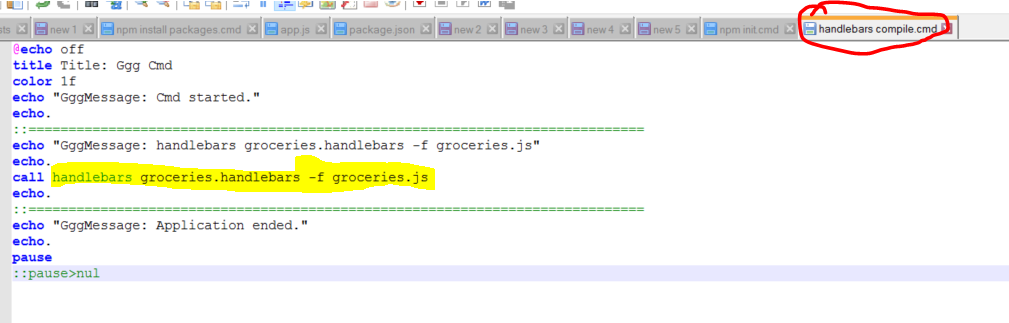 sts new 1 npm install packages.cmd app.js package.json new 2 new 3 new 4 new 5 npm init.cmd handlebars compile.cmd
@echo off
title Title: Ggg Cmd
color 1f
echo "GggMessage: Cmd started."
echo.
::=============================================================================
echo "GggMessage: handlebars groceries.handlebars -f groceries.js"
echo.
call handlebars groceries.handlebars -f groceries.js
echo.
::=============================================================================
echo "GggMessage: Application ended."
echo.
pause
::pause>nul